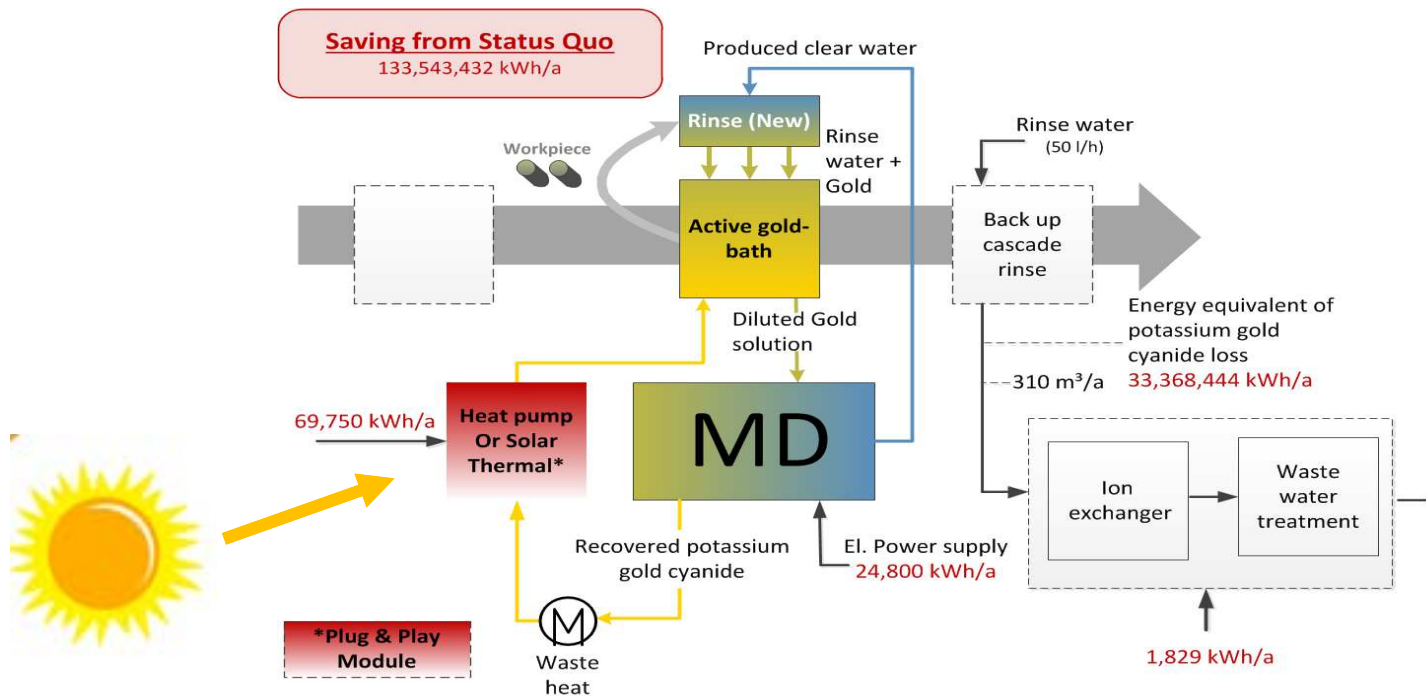 Saving from Status Quo
133,543,432 kWh/a
Produced clear water
Rinse (New)
Workpiece
Rinse
water +
Gold
Rinse water
(50 l/h)
Active gold-
bath
Back up
cascade
rinse
Diluted Gold
solution
Energy equivalent of
potassium gold
cyanide loss
33,368,444 kWh/a
310 m³/a
69,750 kWh/a
Heat pump
Or Solar
Thermal*
MD
Ion
exchanger
Waste
water
treatment
Recovered potassium
gold cyanide
El. Power supply
24,800 kWh/a
M
Waste
heat
*Plug & Play
Module
1,829 kWh/a